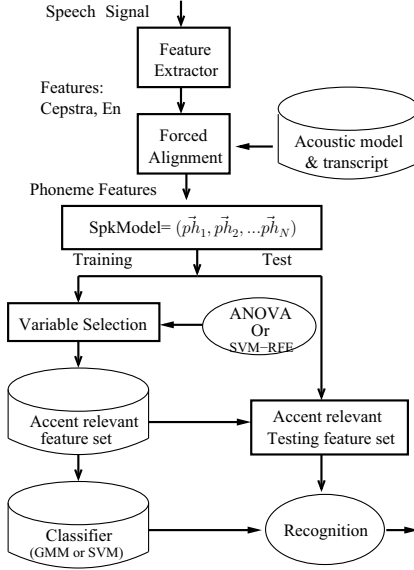 Speech Signal
Feature
Extractor
Features:
Cepstra, En
Forced
Alignment
Acoustic model
& transcript
Phoneme Features
SpkModel= (p⃗h₁, p⃗h₂, ...p⃗h_N)
Training
Test
Variable Selection
ANOVA
Or
SVM−RFE
Accent relevant
feature set
Accent relevant
Testing feature set
Classifier
(GMM or SVM)
Recognition